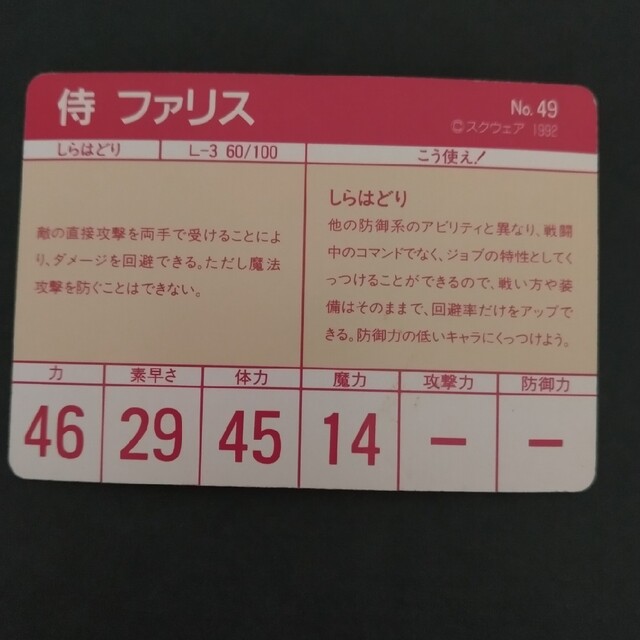 侍 ファリス
No. 49
©スクウェア 1992
しらはどり
L-3 60/100
こう使え!
敵の直接攻撃を両手で受けることによ
り、ダメージを回避できる。ただし魔法
攻撃を防ぐことはできない。
しらはどり
他の防御系のアビリティと異なり、戦闘
中のコマンドでなく、ジョブの特性としてく
っつけることができるので、戦い方や装
備はそのままで、回避率だけをアップで
きる。防御力の低いキャラにくっつけよう。
力 素早さ 体力 魔力 攻撃力 防御力
46 29 45 14 – –